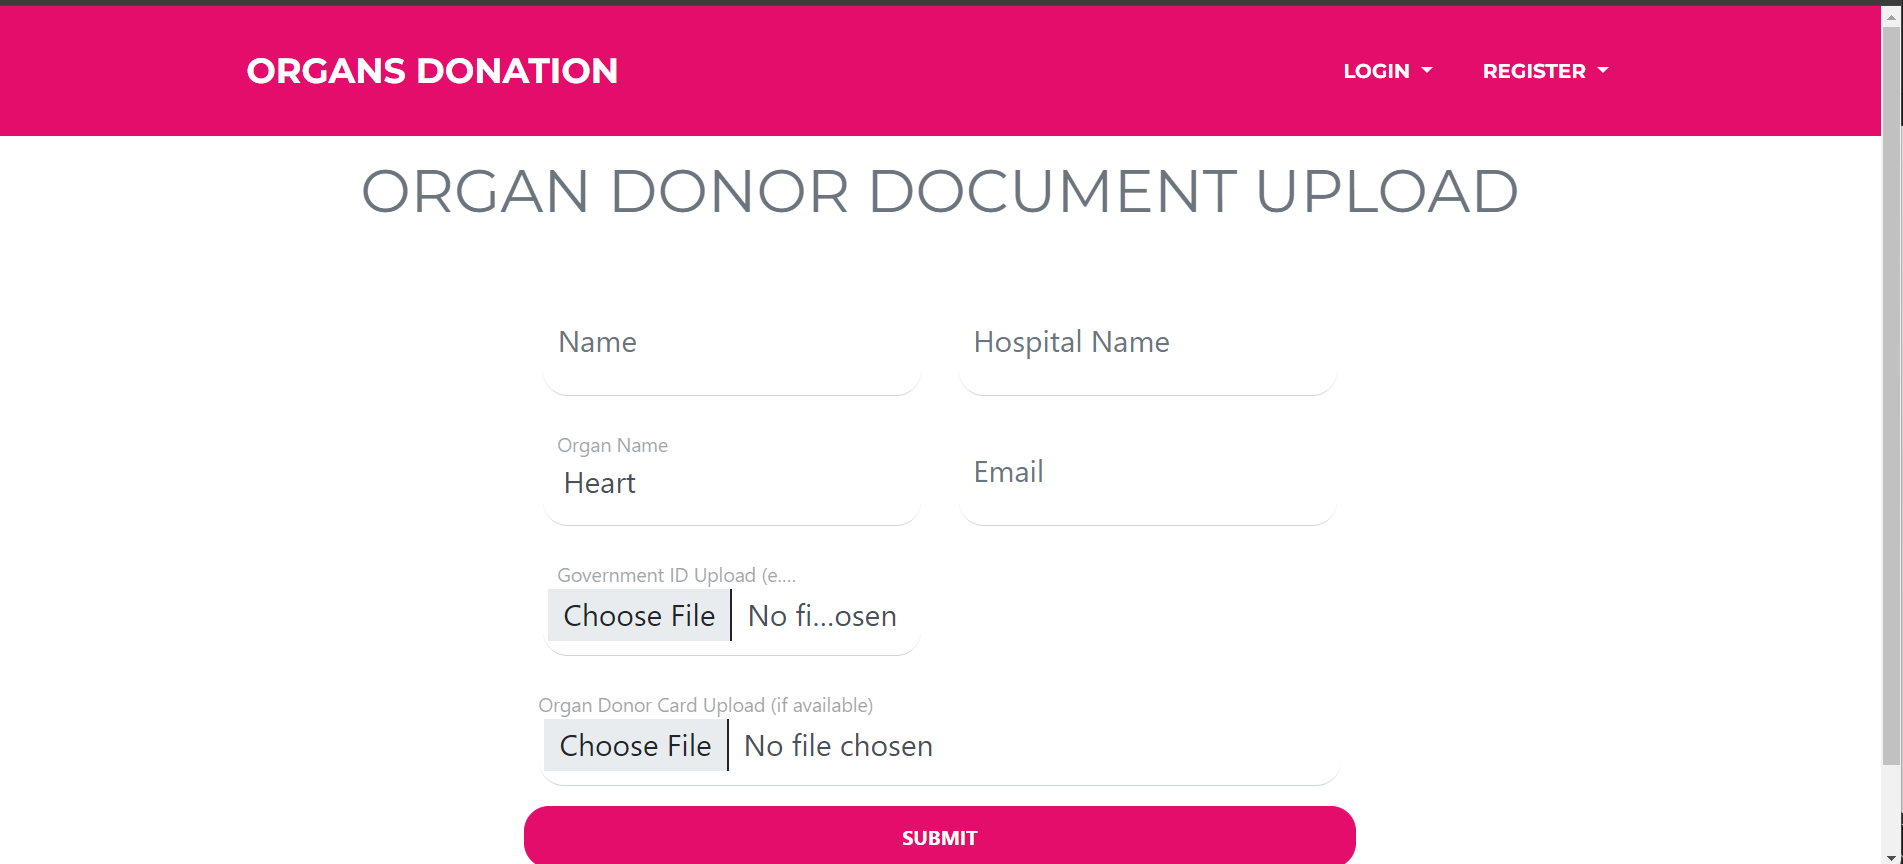 ORGANS DONATION
LOGIN
REGISTER
ORGAN DONOR DOCUMENT UPLOAD
Name
Hospital Name
Organ Name
Heart
Email
Government ID Upload (e....
Choose File No fi...osen
Organ Donor Card Upload (if available)
Choose File No file chosen
SUBMIT